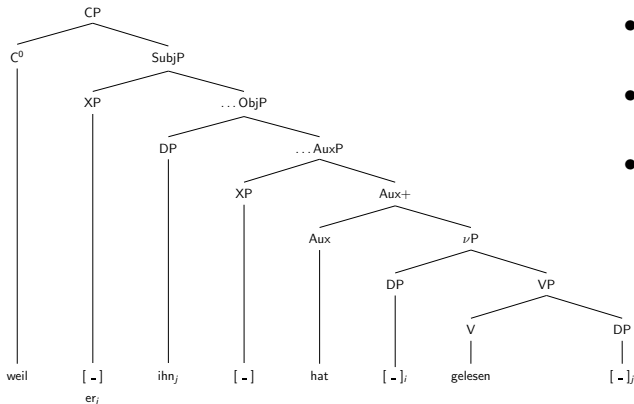 CP
C⁰ SubjP
XP …ObjP
DP …AuxP
XP Aux+
Aux νP
DP VP
V DP
weil [ _ ] ihnⱼ [ _ ] hat [ _ ]ᵢ gelesen [ _ ]ⱼ
erᵢ